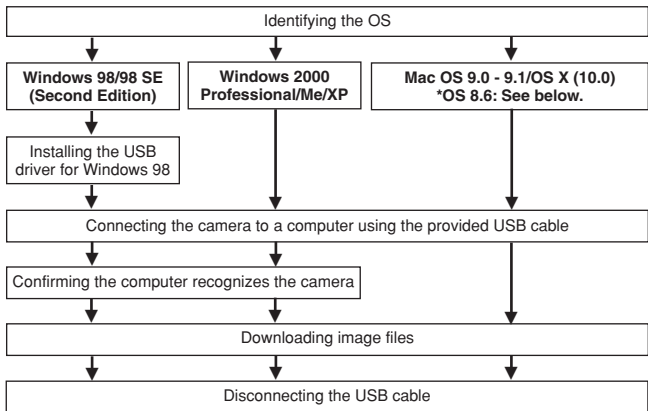 Identifying the OS
Windows 98/98 SE
(Second Edition)
Windows 2000
Professional/Me/XP
Mac OS 9.0 - 9.1/OS X (10.0)
*OS 8.6: See below.
Installing the USB
driver for Windows 98
Connecting the camera to a computer using the provided USB cable
Confirming the computer recognizes the camera
Downloading image files
Disconnecting the USB cable